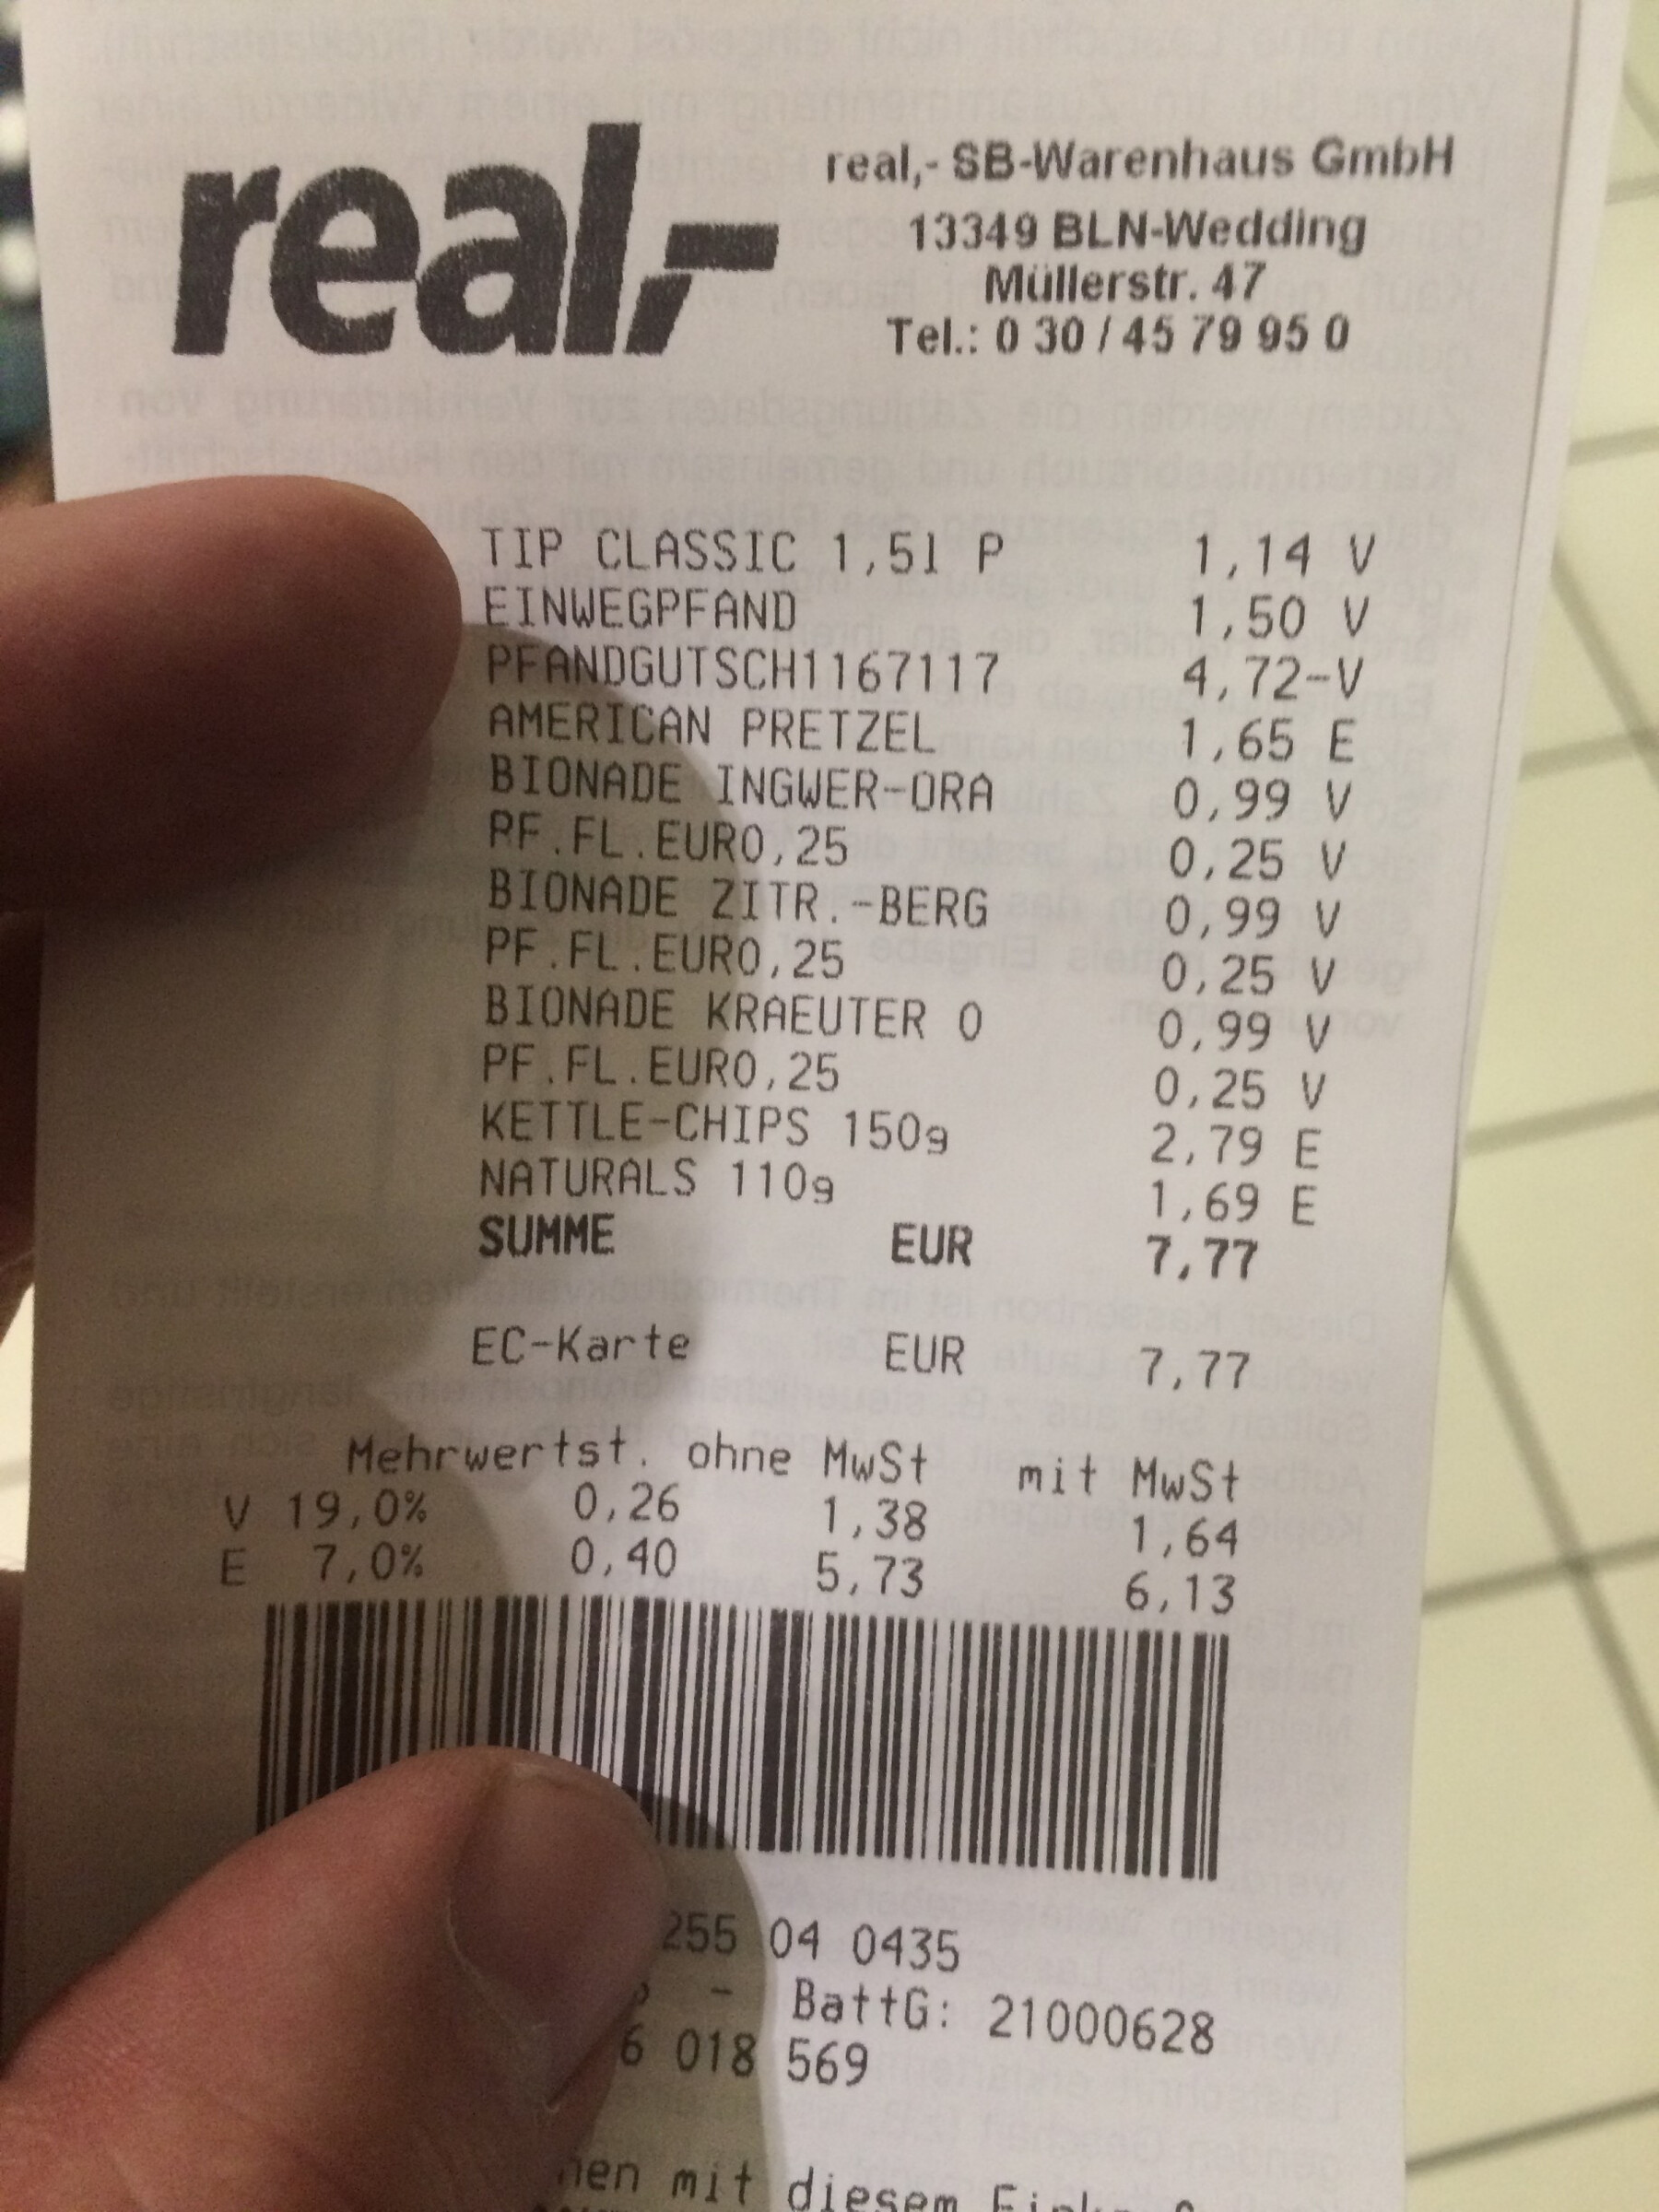 real,-
real,- SB-Warenhaus GmbH
13349 BLN-Wedding
Müllerstr. 47
Tel.: 0 30 / 45 79 95 0
TIP CLASSIC 1,5l P 1,14 V
EINWEGPFAND 1,50 V
PFANDGUTSCH1167117 4,72-V
AMERICAN PRETZEL 1,65 E
BIONADE INGWER-ORA 0,99 V
PF.FL.EURO,25 0,25 V
BIONADE ZITR.-BERG 0,99 V
PF.FL.EURO,25 0,25 V
BIONADE KRAEUTER O 0,99 V
PF.FL.EURO,25 0,25 V
KETTLE-CHIPS 150g 2,79 E
NATURALS 110g 1,69 E
SUMME EUR 7,77
EC-Karte EUR 7,77
Mehrwertst. ohne MwSt mit MwSt
V 19,0% 0,26 1,38 1,64
E 7,0% 0,40 5,73 6,13
255 04 0435
- BattG: 21000628
6 018 569
mit diesem